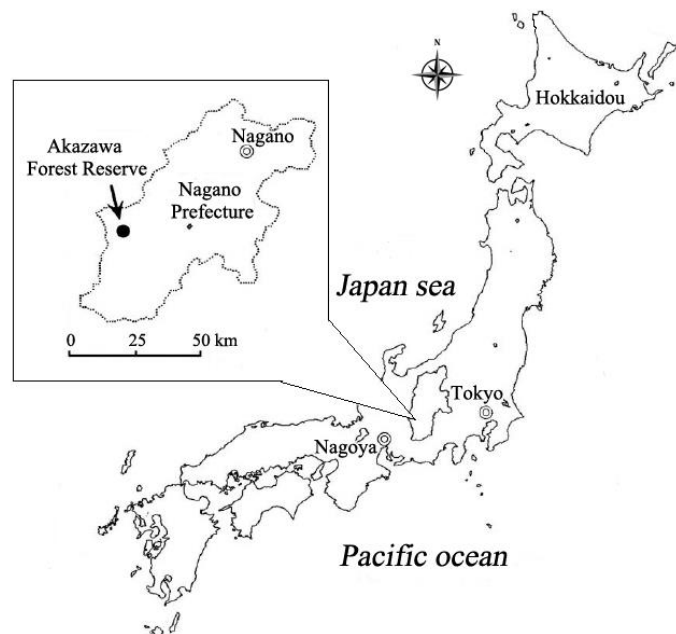 N
Hokkaidou
Nagano
Akazawa
Forest Reserve
Nagano
Prefecture
Japan sea
0 25 50 km
Tokyo
Nagoya
Pacific ocean